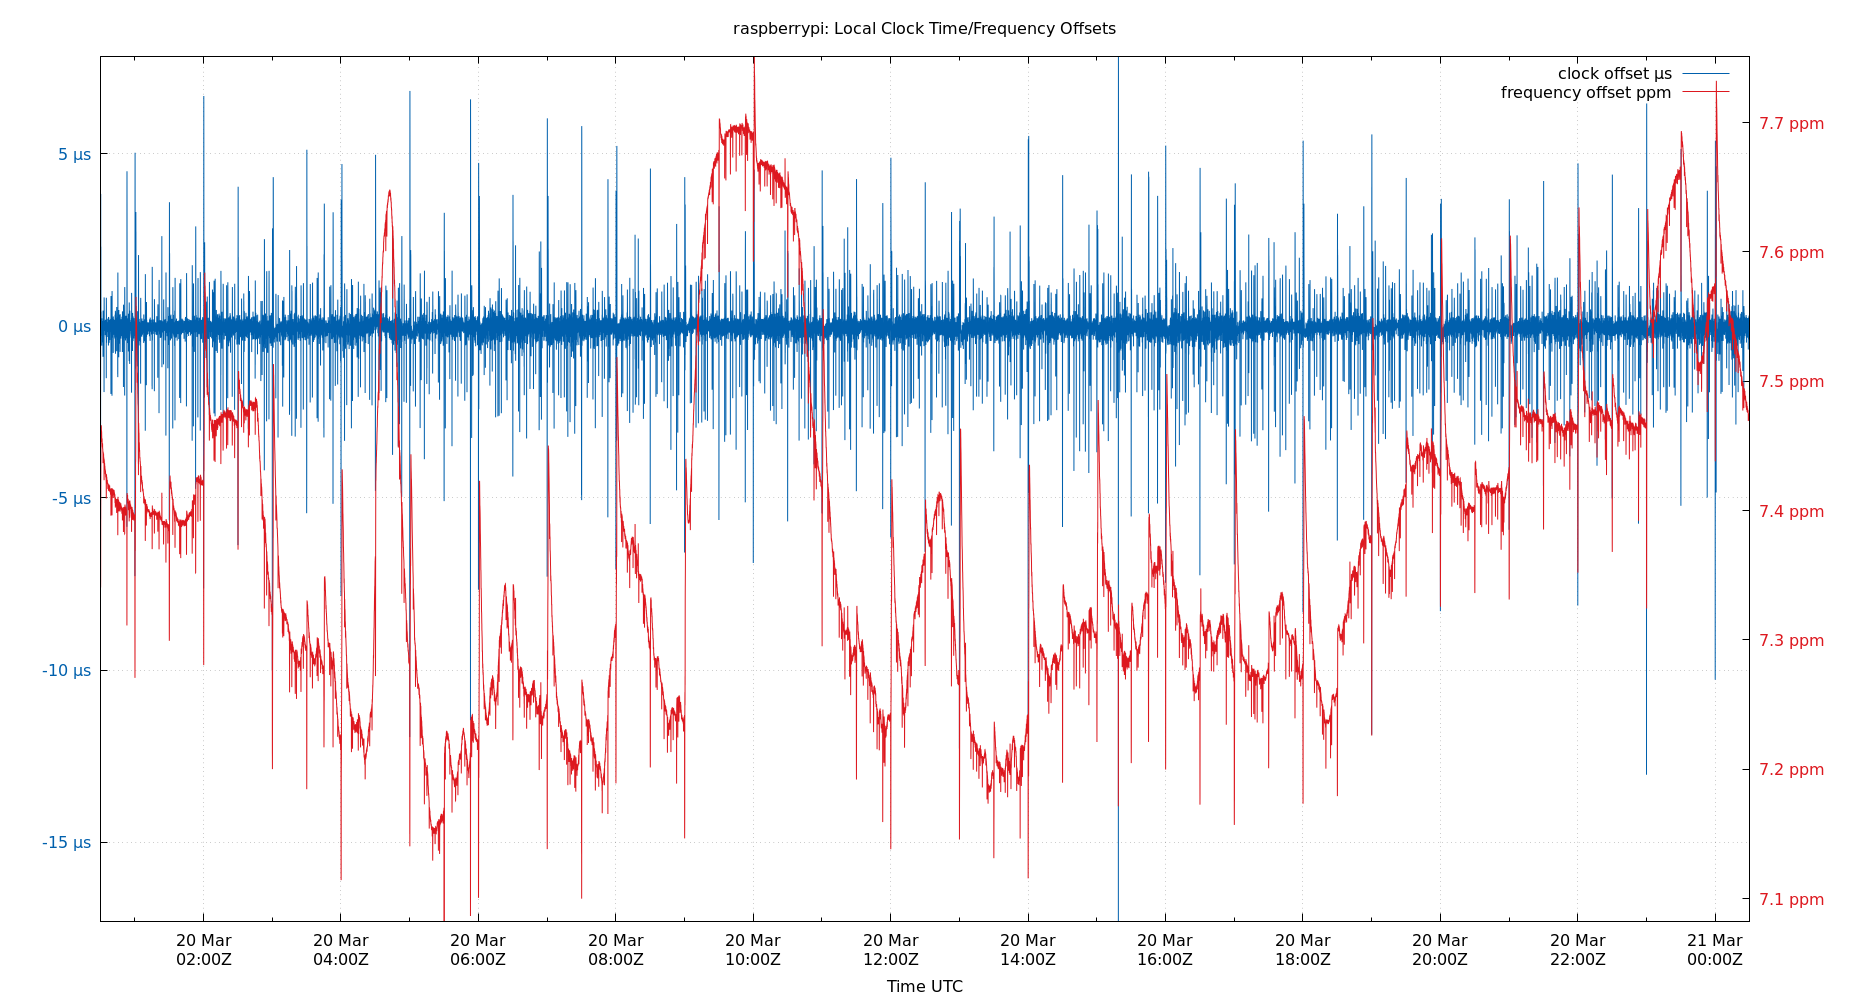 raspberrypi: Local Clock Time/Frequency Offsets
clock offset µs
frequency offset ppm
5 µs
0 µs
-5 µs
-10 µs
-15 µs
7.7 ppm
7.6 ppm
7.5 ppm
7.4 ppm
7.3 ppm
7.2 ppm
7.1 ppm
20 Mar 20 Mar 20 Mar 20 Mar 20 Mar 20 Mar 20 Mar 20 Mar 20 Mar 20 Mar 20 Mar 21 Mar
02:00Z 04:00Z 06:00Z 08:00Z 10:00Z 12:00Z 14:00Z 16:00Z 18:00Z 20:00Z 22:00Z 00:00Z
Time UTC